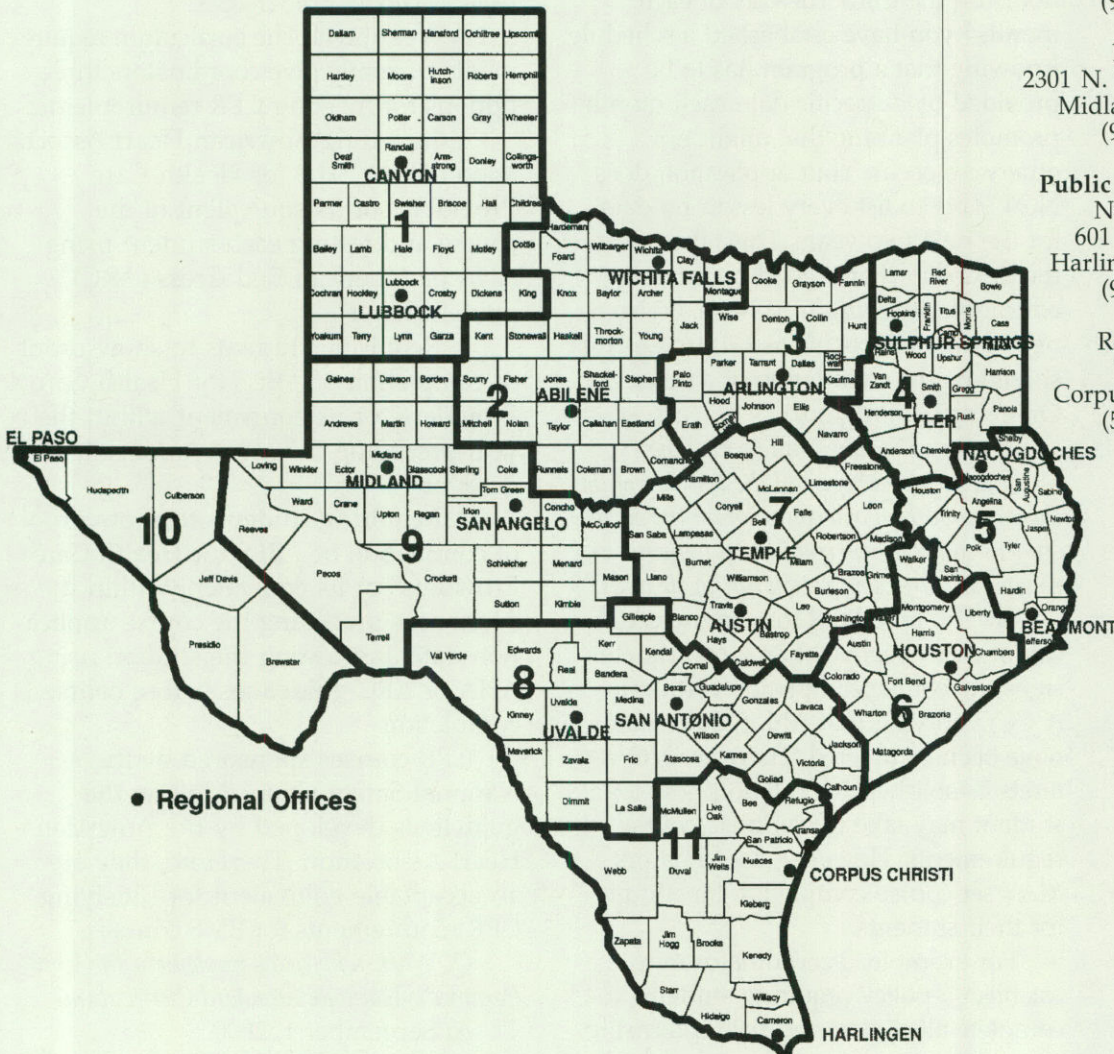 2301 N.
Midla
Public
N
601
Harlin
R
Corpu
Dallam Sherman Hansford Ochiltree Lipscomb
Hartley Moore Hutch-
inson Roberts Hemphill
Oldham Potter Carson Gray Wheeler
Deaf
Smith Randall Arm-
strong Donley Collings-
worth
CANYON
Parmer Castro Swisher Briscoe Hall
1
Bailey Lamb Hale Floyd Motley Cottle
Cochran Hockley Lubbock Crosby Dickens King
LUBBOCK
Yoakum Terry Lynn Garza Kent Stonewall Haskell Throck-
morton Young Jack
Hardeman Foard Wilbarger Wichita Clay Montague
WICHITA FALLS
Knox Baylor Archer
2
Gaines Dawson Borden Scurry Fisher Jones Shackel-
ford
Andrews Martin Howard Mitchell Nolan Taylor Callahan Eastland
ABILENE
Palo
Pinto Erath Comanche
Runnels Coleman Brown
3
Cooke Grayson Fannin
Wise Denton Collin Hunt
Parker Tarrant Dallas Rock-
wall
Hood Johnson Ellis Navarro
ARLINGTON
Lamar Red
River Bowie
Delta Hopkins Franklin Titus Morris Cass
Camp
SULPHUR SPRINGS
Rains Wood Upshur Harrison
Van
Zandt Smith Gregg
4
Henderson Rusk Panola
TYLER
Anderson
Shelby
NACOGDOCHES
Nacogdoches San
Augustine Sabine
Houston Angelina
Trinity Polk Tyler Jasper
5
San
Jacinto Hardin
Orange
BEAUMONT
Jefferson
EL PASO
El Paso
Hudspeth Culberson
10
Jeff Davis
Presidio Brewster
Loving Winkler Ector Midland Glasscock Sterling Coke
MIDLAND
Reeves Ward Crane Upton Reagan Irion Tom Green Concho McCulloch
SAN ANGELO
9
Pecos Crockett Schleicher Menard Mason
Terrell Sutton Kimble
Hill
Bosque
Hamilton McLennan Limestone Freestone
Mills Coryell Falls Leon
7
San Saba Lampasas Bell Robertson Madison
TEMPLE
Llano Burnet Williamson Milam Brazos Grimes
Burleson
Blanco Travis Lee Washington
AUSTIN
Hays Bastrop
Caldwell Fayette
Walker
Montgomery Liberty
Harris Chambers
HOUSTON
Austin Colorado Fort Bend Galveston
6
Wharton Brazoria
Matagorda
Gillespie
Val Verde Edwards Kerr
8
Real Bandera Comal
Kinney Uvalde Medina Bexar Guadalupe Gonzales Lavaca
UVALDE
SAN ANTONIO
Wilson Dewitt Jackson
Maverick Zavala Fric Atascosa Karnes Victoria
Goliad Calhoun
Dimmit La Salle
McMullen Live
Oak Bee Refugio
San Patricio Aransas
11
Webb Duval Jim
Wells Nueces
CORPUS CHRISTI
Kleberg
Zapata Jim
Hogg Brooks Kenedy
Starr Hidalgo Willacy
Cameron
HARLINGEN
Regional Offices